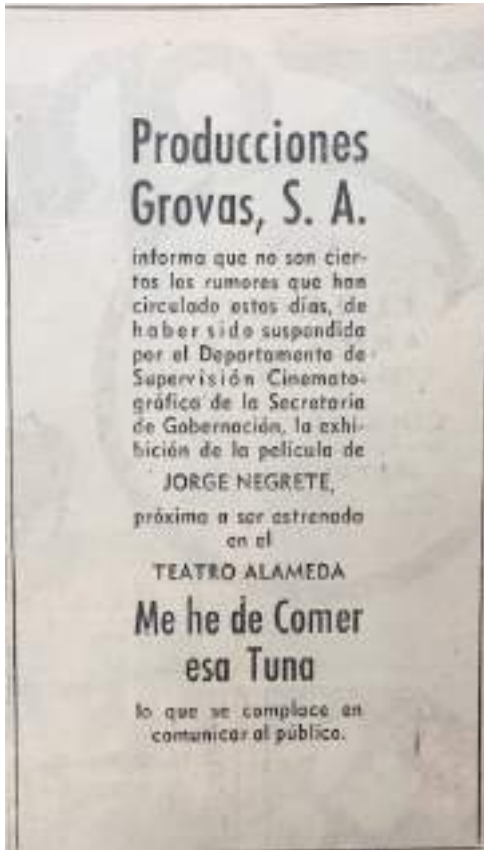 Producciones
Grovas, S. A.
informa que no son cier-
tos los rumores que han
circulado estos días, de
haber sido suspendida
por el Departamento de
Supervisión Cinemato-
gráfica de la Secretaría
de Gobernación, la exhi-
bición de la película de
JORGE NEGRETE,
próxima a ser estrenada
en el
TEATRO ALAMEDA
Me he de Comer
esa Tuna
lo que se complace en
comunicar al público.